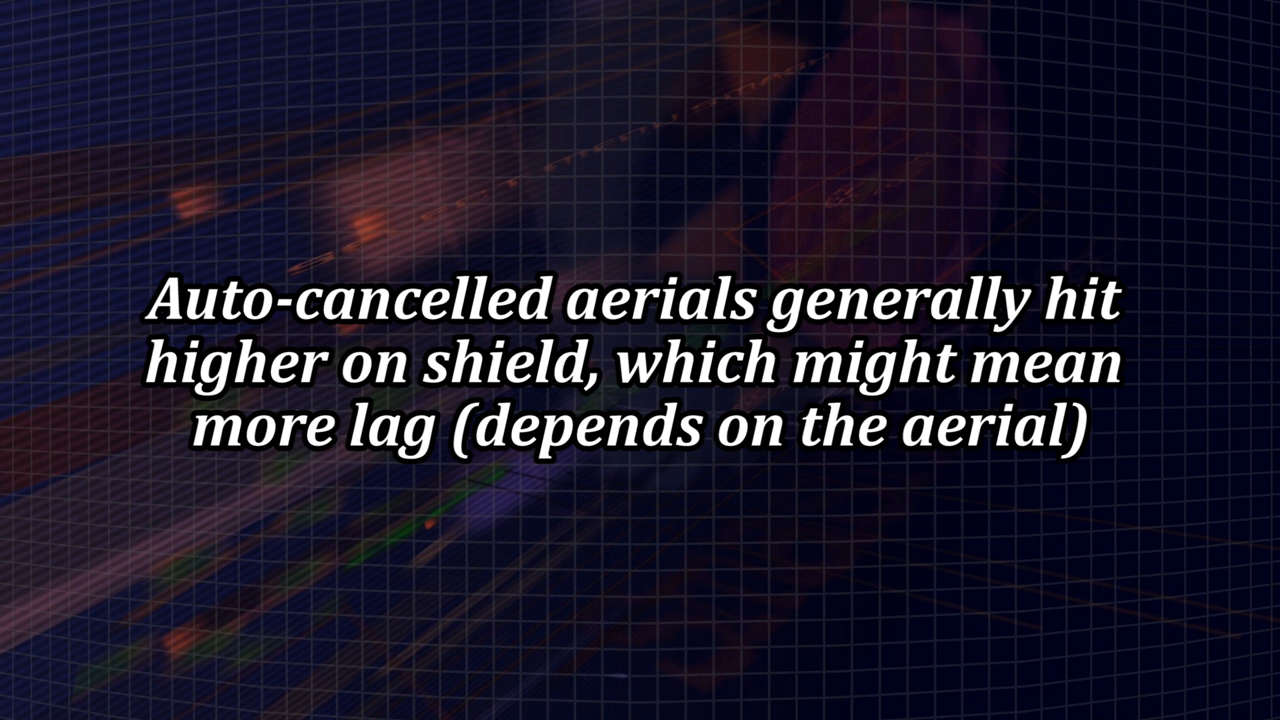 Auto-cancelled aerials generally hit
higher on shield, which might mean
more lag (depends on the aerial)